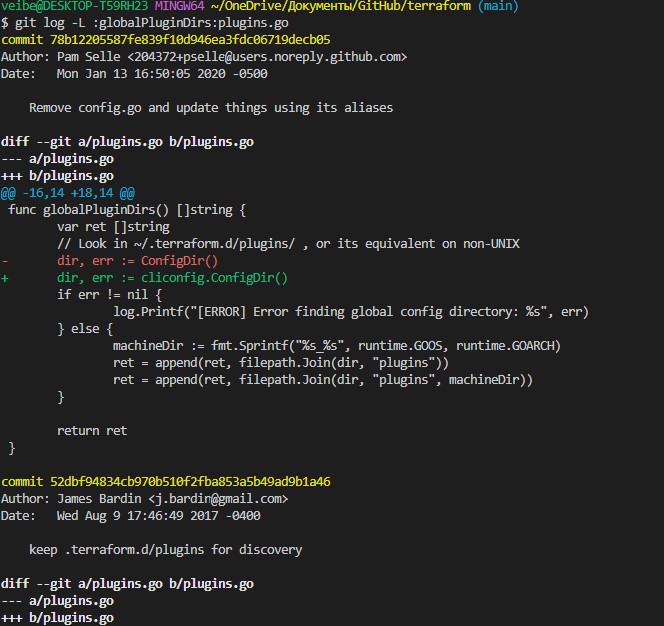 veibe@DESKTOP-T59RH23 MINGW64 ~/OneDrive/Документы/GitHub/terraform (main)
$ git log -L :globalPluginDirs:plugins.go
commit 78b12205587fe839f10d946ea3fdc06719decb05
Author: Pam Selle <204372+pselle@users.noreply.github.com>
Date:   Mon Jan 13 16:50:05 2020 -0500

    Remove config.go and update things using its aliases

diff --git a/plugins.go b/plugins.go
--- a/plugins.go
+++ b/plugins.go
@@ -16,14 +18,14 @@
 func globalPluginDirs() []string {
        var ret []string
        // Look in ~/.terraform.d/plugins/ , or its equivalent on non-UNIX
-       dir, err := ConfigDir()
+       dir, err := cliconfig.ConfigDir()
        if err != nil {
                log.Printf("[ERROR] Error finding global config directory: %s", err)
        } else {
                machineDir := fmt.Sprintf("%s_%s", runtime.GOOS, runtime.GOARCH)
                ret = append(ret, filepath.Join(dir, "plugins"))
                ret = append(ret, filepath.Join(dir, "plugins", machineDir))
        }

        return ret
 }

commit 52dbf94834cb970b510f2fba853a5b49ad9b1a46
Author: James Bardin <j.bardin@gmail.com>
Date:   Wed Aug 9 17:46:49 2017 -0400

    keep .terraform.d/plugins for discovery

diff --git a/plugins.go b/plugins.go
--- a/plugins.go
+++ b/plugins.go